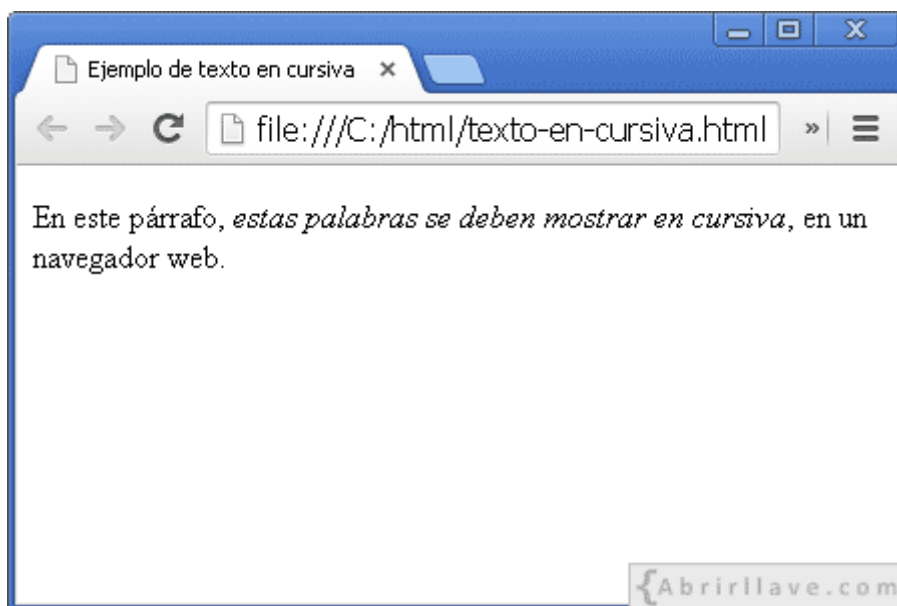 Ejemplo de texto en cursiva
file:///C:/html/texto-en-cursiva.html
En este párrafo, estas palabras se deben mostrar en cursiva, en un
navegador web.
{Abrirllave.com